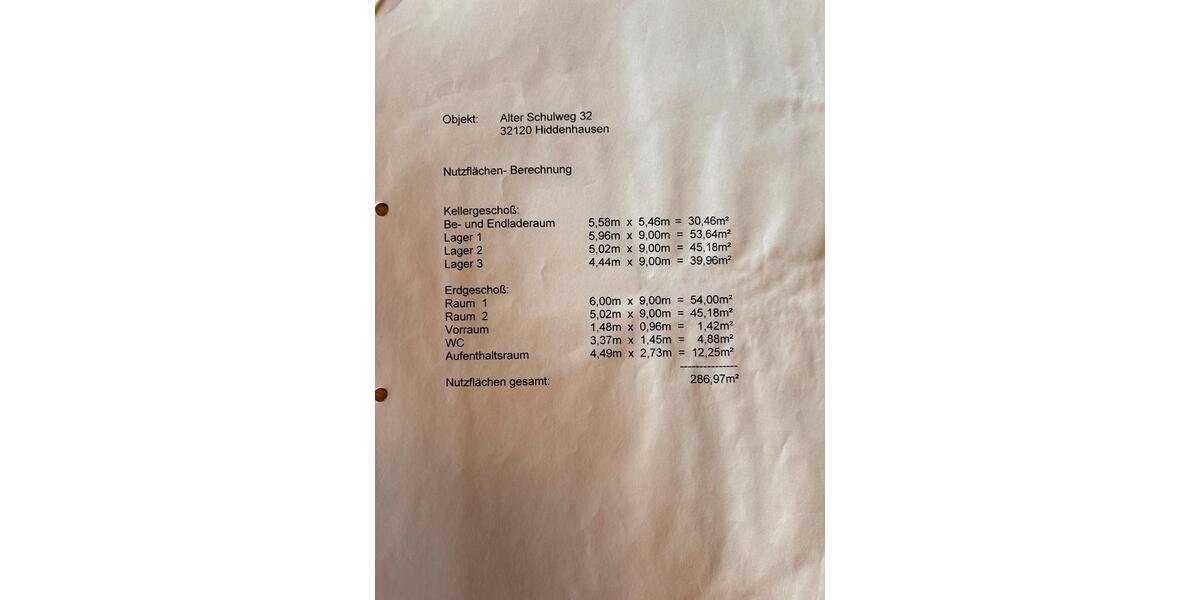 Objekt: Alter Schulweg 32
32120 Hiddenhausen
Nutzflächen- Berechnung
Kellergeschoß:
Be- und Endladeraum 5,58m x 5,46m = 30,46m²
Lager 1 5,96m x 9,00m = 53,64m²
Lager 2 5,02m x 9,00m = 45,18m²
Lager 3 4,44m x 9,00m = 39,96m²
Erdgeschoß:
Raum 1 6,00m x 9,00m = 54,00m²
Raum 2 5,02m x 9,00m = 45,18m²
Vorraum 1,48m x 0,96m = 1,42m²
WC 3,37m x 1,45m = 4,88m²
Aufenthaltsraum 4,49m x 2,73m = 12,25m²
---------------
Nutzflächen gesamt: 286,97m²